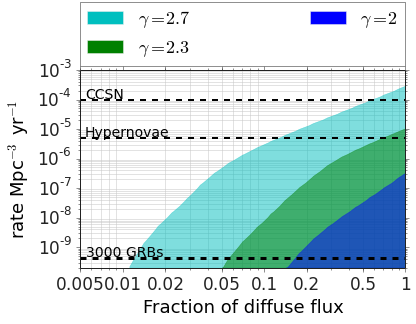 γ=2.7
γ=2.3
γ=2
10⁻³
10⁻⁴
10⁻⁵
10⁻⁶
10⁻⁷
10⁻⁸
10⁻⁹
rate Mpc⁻³ yr⁻¹
CCSN
Hypernovae
3000 GRBs
0.005 0.01 0.02 0.05 0.1 0.2 0.5 1
Fraction of diffuse flux